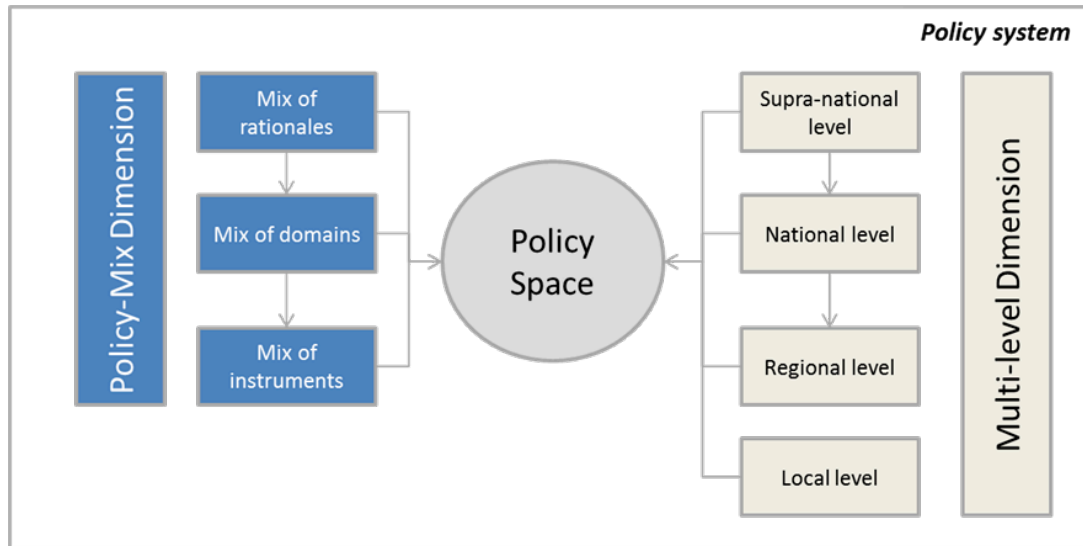 Policy system
Policy-Mix Dimension
Mix of
rationales
Mix of domains
Mix of
instruments
Policy
Space
Supra-national
level
National level
Regional level
Local level
Multi-level Dimension